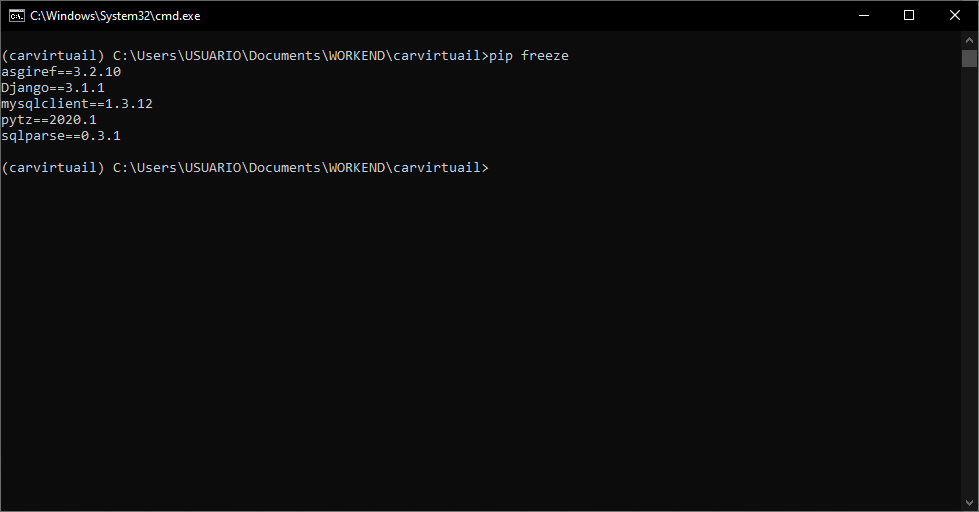 C:\Windows\System32\cmd.exe
(carvirtuail) C:\Users\USUARIO\Documents\WORKEND\carvirtuail>pip freeze
asgiref==3.2.10
Django==3.1.1
mysqlclient==1.3.12
pytz==2020.1
sqlparse==0.3.1
(carvirtuail) C:\Users\USUARIO\Documents\WORKEND\carvirtuail>